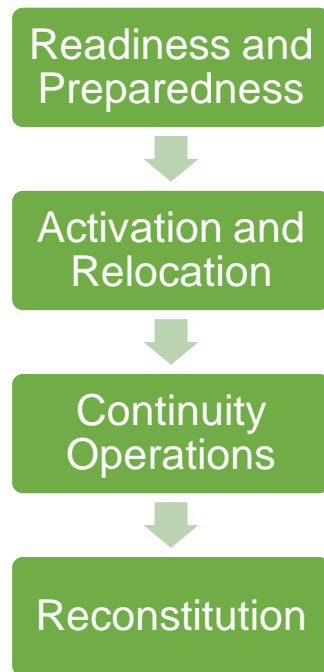 Readiness and
Preparedness
Activation and
Relocation
Continuity
Operations
Reconstitution